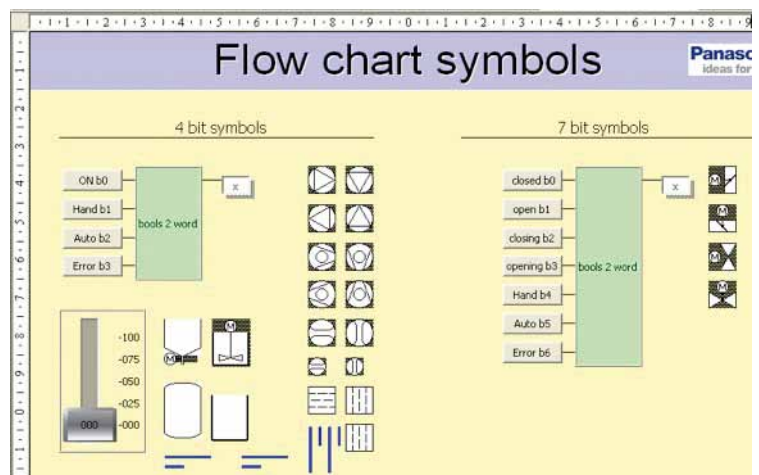 Flow chart symbols
Panaso
ideas for
4 bit symbols
7 bit symbols
ON b0
Hand b1
Auto b2
Error b3
bools 2 word
x
closed b0
open b1
closing b2
opening b3
Hand b4
Auto b5
Error b6
bools 2 word
x
M
M
M
M
-100
-075
-050
-025
-000
000
M
M